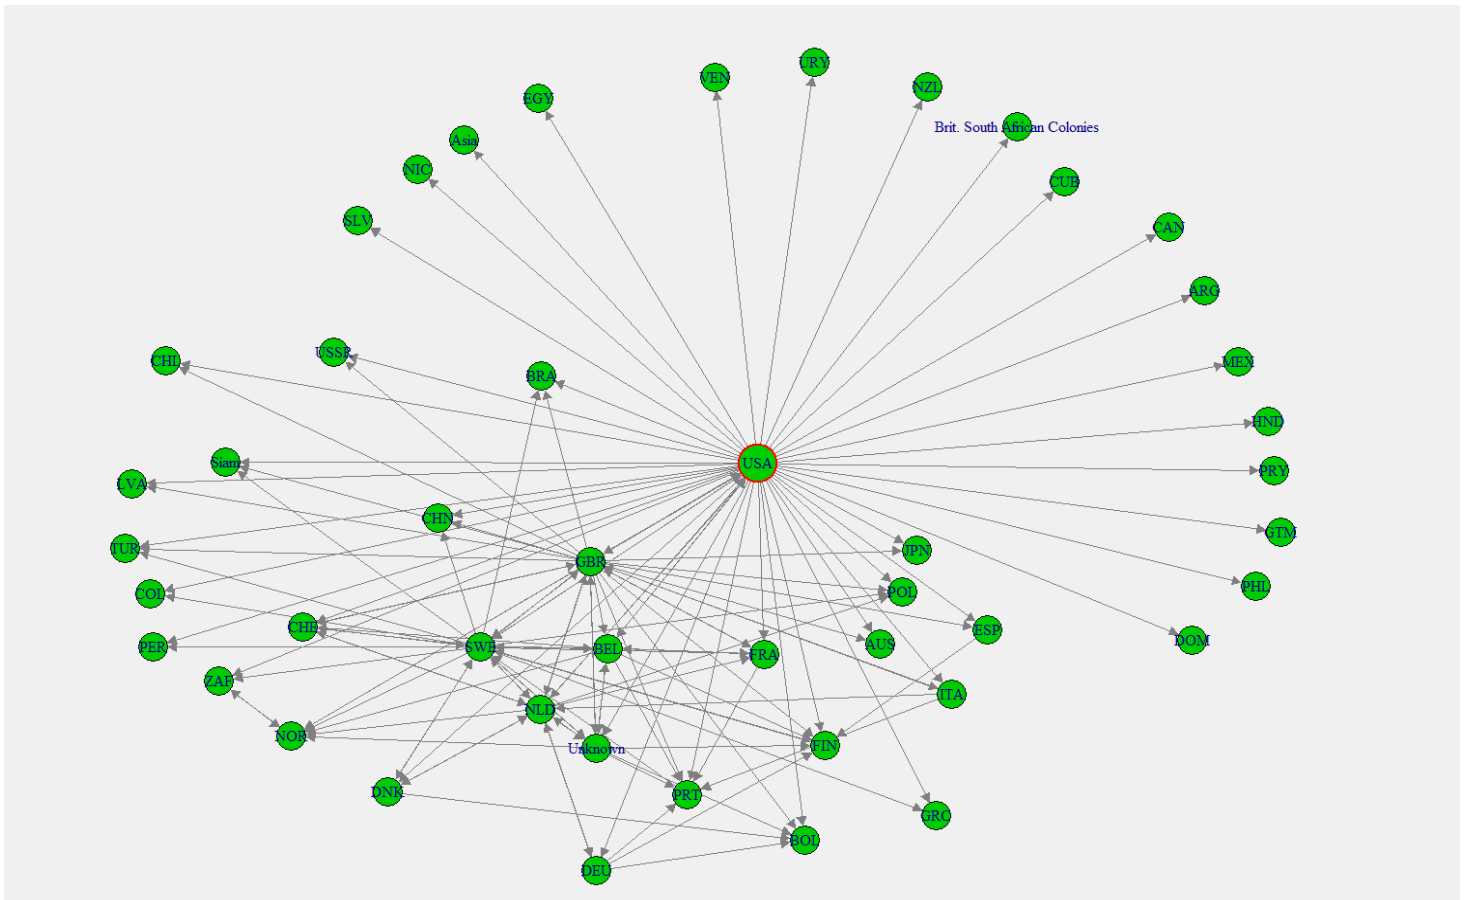 URY
VEN
NZL
EGY
Brit. South African Colonies
Asia
NIC
CUB
SLV
CAN
ARG
USSR
CHL
MEX
BRA
HND
Siam
USA
PRY
LVA
CHN
GTM
TUR
JPN
GBR
PHL
COL
POL
CHE
ESP
DOM
PER
SWE
BEL
FRA
AUS
ZAF
ITA
NLD
NOR
Unknown
FIN
DNK
PRT
GRC
BOL
DEU